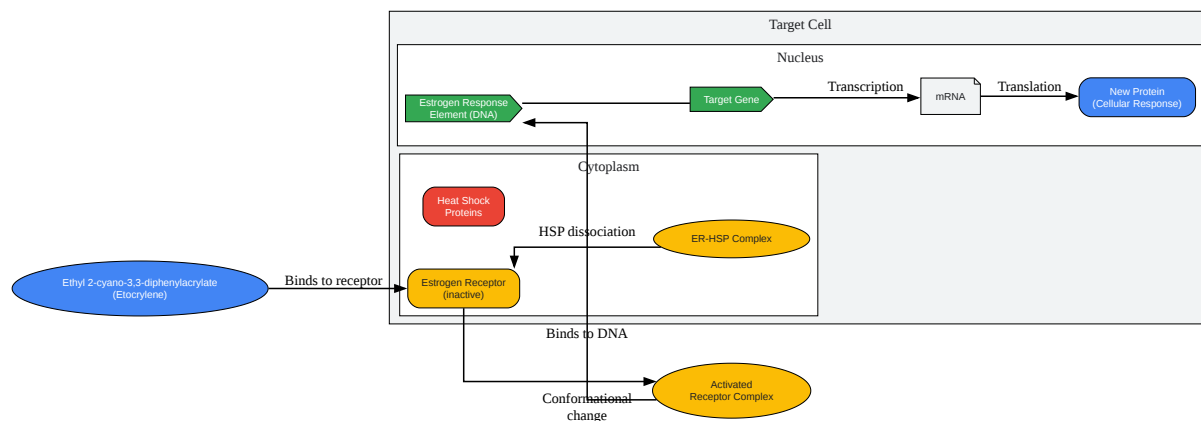 Target Cell
Nucleus
Estrogen Response
Element (DNA)
Target Gene
Transcription
mRNA
Translation
New Protein
(Cellular Response)
Cytoplasm
Heat Shock
Proteins
HSP dissociation
ER-HSP Complex
Ethyl 2-cyano-3,3-diphenylacrylate
(Etocrylene)
Binds to receptor
Estrogen Receptor
(inactive)
Binds to DNA
Activated
Receptor Complex
Conformational
change